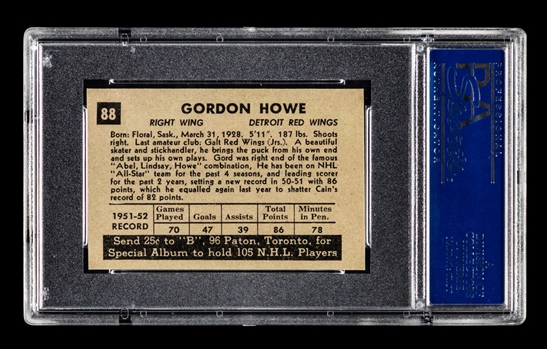 88
GORDON HOWE
RIGHT WING DETROIT RED WINGS
Born: Floral, Sask., March 31, 1928. 5'11". 187 lbs. Shoots
right. Last amateur club: Galt Red Wings (Jrs.). A beautiful
skater and stickhandler, he brings the puck from his own end
and sets up his own plays. Gord was right end of the famous
"Abel, Lindsay, Howe" combination. He has been on NHL
"All-Star" team for the past 4 seasons, and leading scorer
for the past 2 years, setting a new record in 50-51 with 86
points, which he equalled again last year to shatter Cain's
record of 82 points.
1951-52 RECORD
Games Played Goals Assists Total Points Minutes in Pen.
70 47 39 86 78
Send 25¢ to "B", 96 Paton, Toronto, for
Special Album to hold 105 N.H.L. Players
PSA